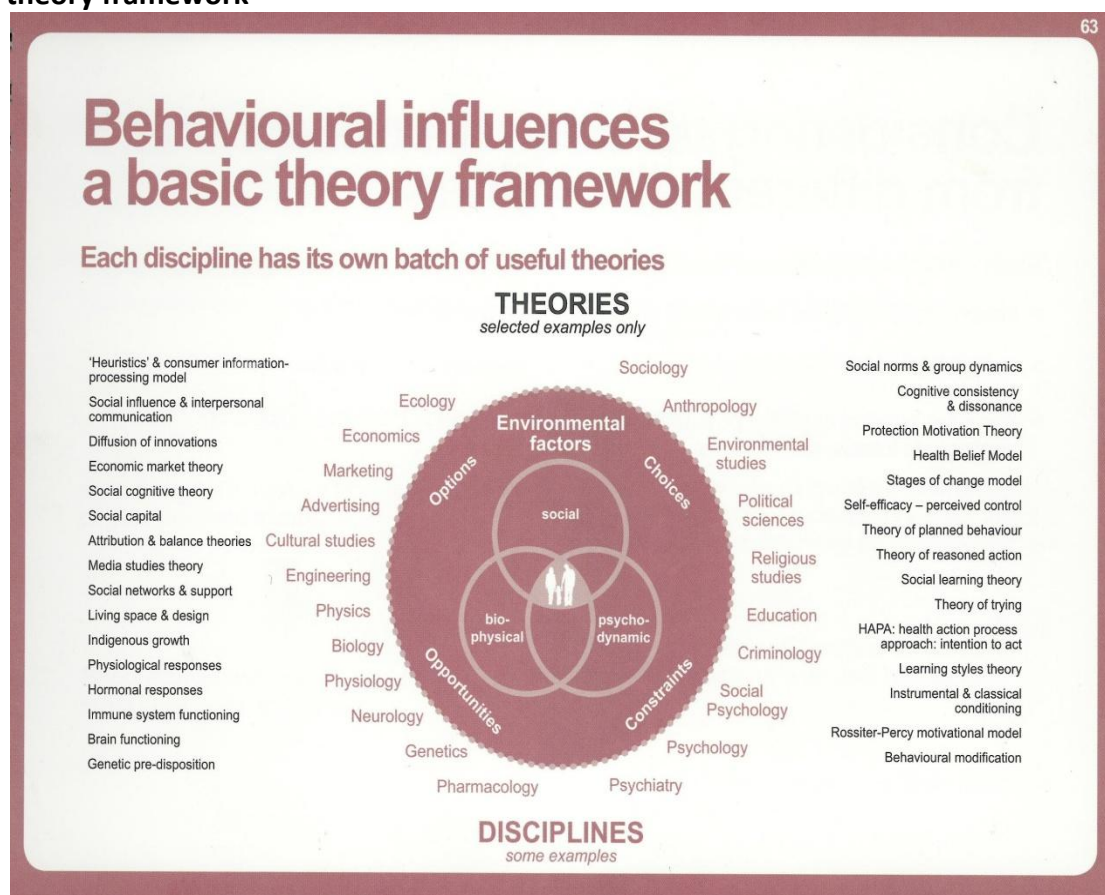 theory framework
63
Behavioural influences
a basic theory framework
Each discipline has its own batch of useful theories
THEORIES
selected examples only
'Heuristics' & consumer information-
processing model
Social influence & interpersonal
communication
Diffusion of innovations
Economic market theory
Social cognitive theory
Social capital
Attribution & balance theories
Media studies theory
Social networks & support
Living space & design
Indigenous growth
Physiological responses
Hormonal responses
Immune system functioning
Brain functioning
Genetic pre-disposition
Ecology
Economics
Marketing
Advertising
Cultural studies
Engineering
Physics
Biology
Physiology
Neurology
Genetics
Pharmacology
Environmental
factors
Options
Choices
social
bio-
physical
psycho-
dynamic
Opportunities
Constraints
Sociology
Anthropology
Environmental
studies
Political
sciences
Religious
studies
Education
Criminology
Social
Psychology
Psychology
Psychiatry
Social norms & group dynamics
Cognitive consistency
& dissonance
Protection Motivation Theory
Health Belief Model
Stages of change model
Self-efficacy – perceived control
Theory of planned behaviour
Theory of reasoned action
Social learning theory
Theory of trying
HAPA: health action process
approach: intention to act
Learning styles theory
Instrumental & classical
conditioning
Rossiter-Percy motivational model
Behavioural modification
DISCIPLINES
some examples